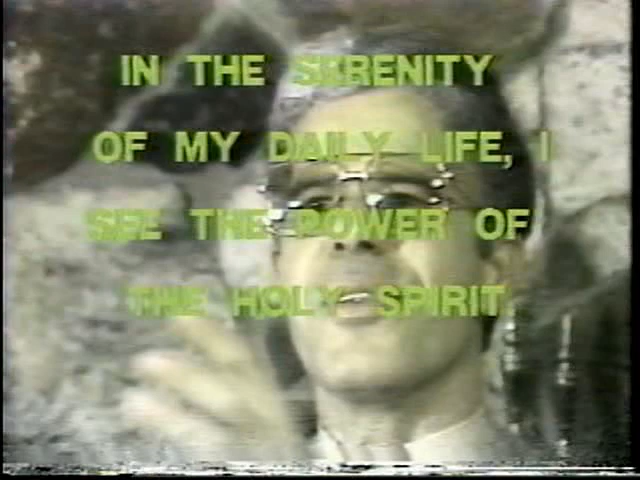 IN THE SERENITY
OF MY DAILY LIFE, I
SEE THE POWER OF
THE HOLY SPIRIT